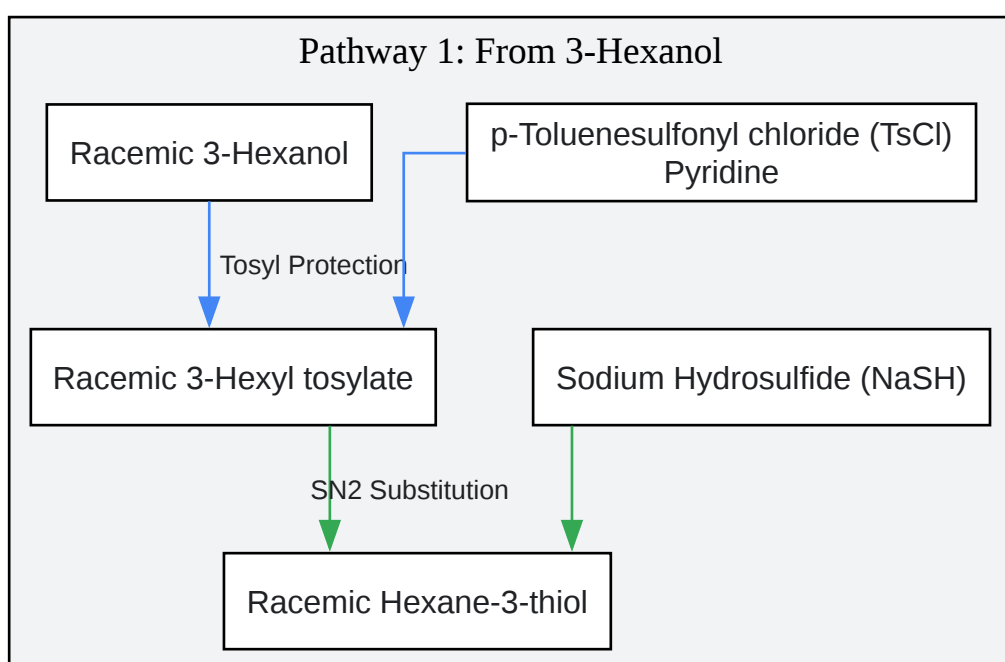 Pathway 1: From 3-Hexanol
Racemic 3-Hexanol
p-Toluenesulfonyl chloride (TsCl)
Pyridine
Tosyl Protection
Racemic 3-Hexyl tosylate
Sodium Hydrosulfide (NaSH)
SN2 Substitution
Racemic Hexane-3-thiol